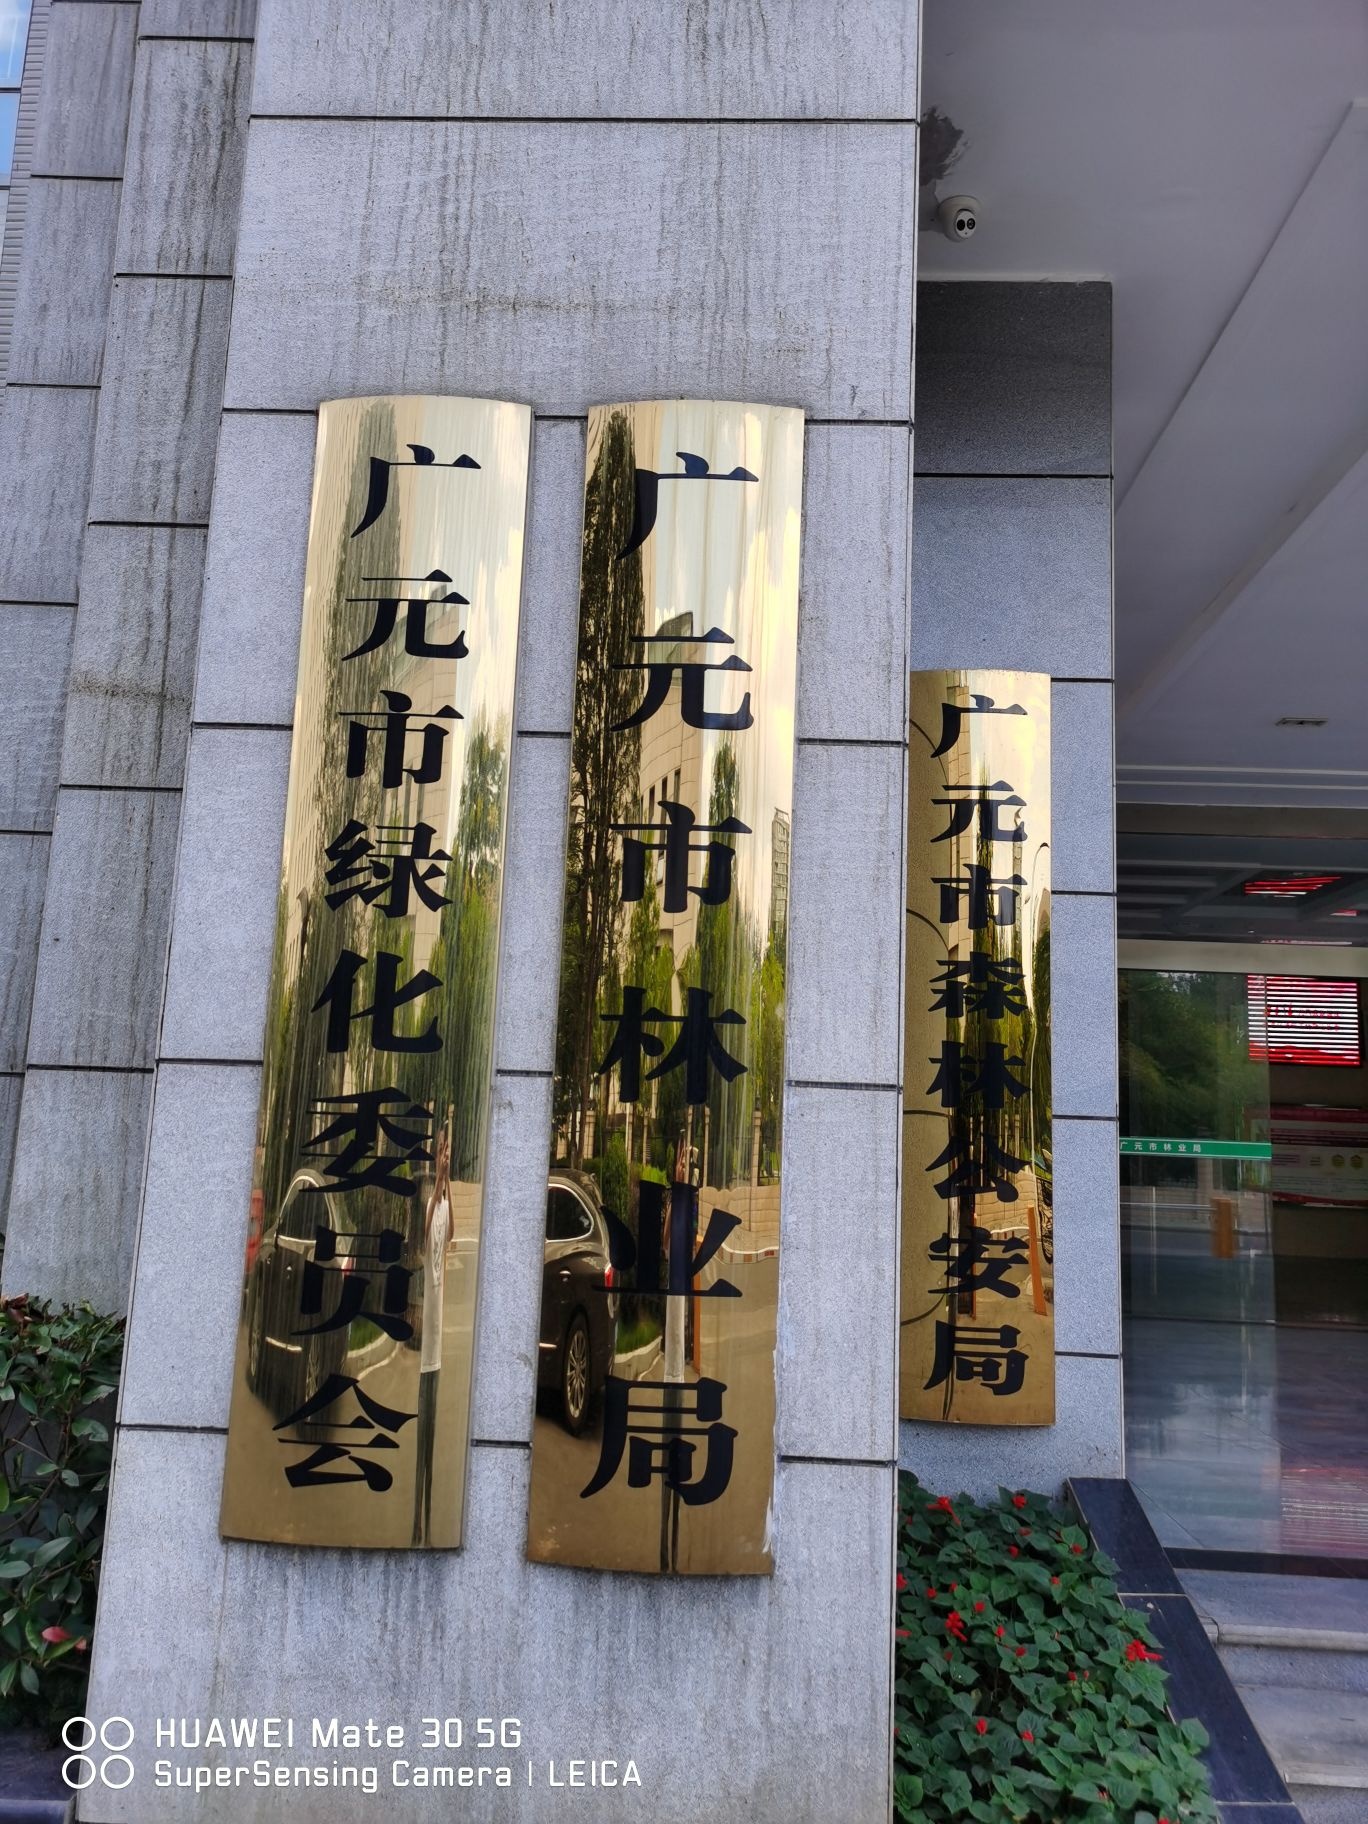 广元市绿化委员会
广元市林业局
广元市森林公安局
广元市林业局
HUAWEI Mate 30 5G
SuperSensing Camera | LEICA